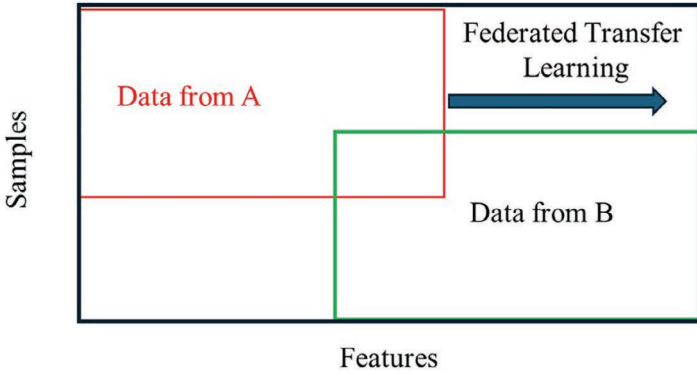 Federated Transfer
Learning
Data from A
Samples
Data from B
Features